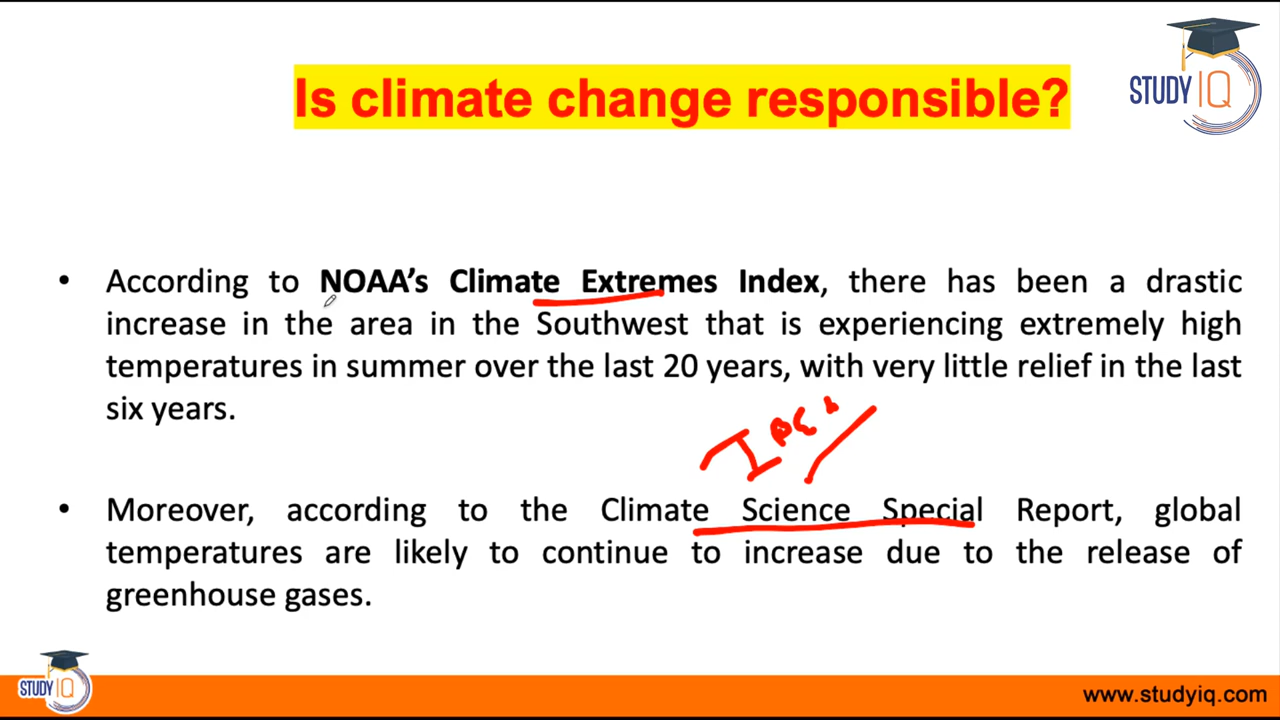 STUDY IQ
Is climate change responsible?
• According to NOAA’s Climate Extremes Index, there has been a drastic
increase in the area in the Southwest that is experiencing extremely high
temperatures in summer over the last 20 years, with very little relief in the last
six years.
• Moreover, according to the Climate Science Special Report, global
temperatures are likely to continue to increase due to the release of
greenhouse gases.
STUDY IQ
www.studyiq.com